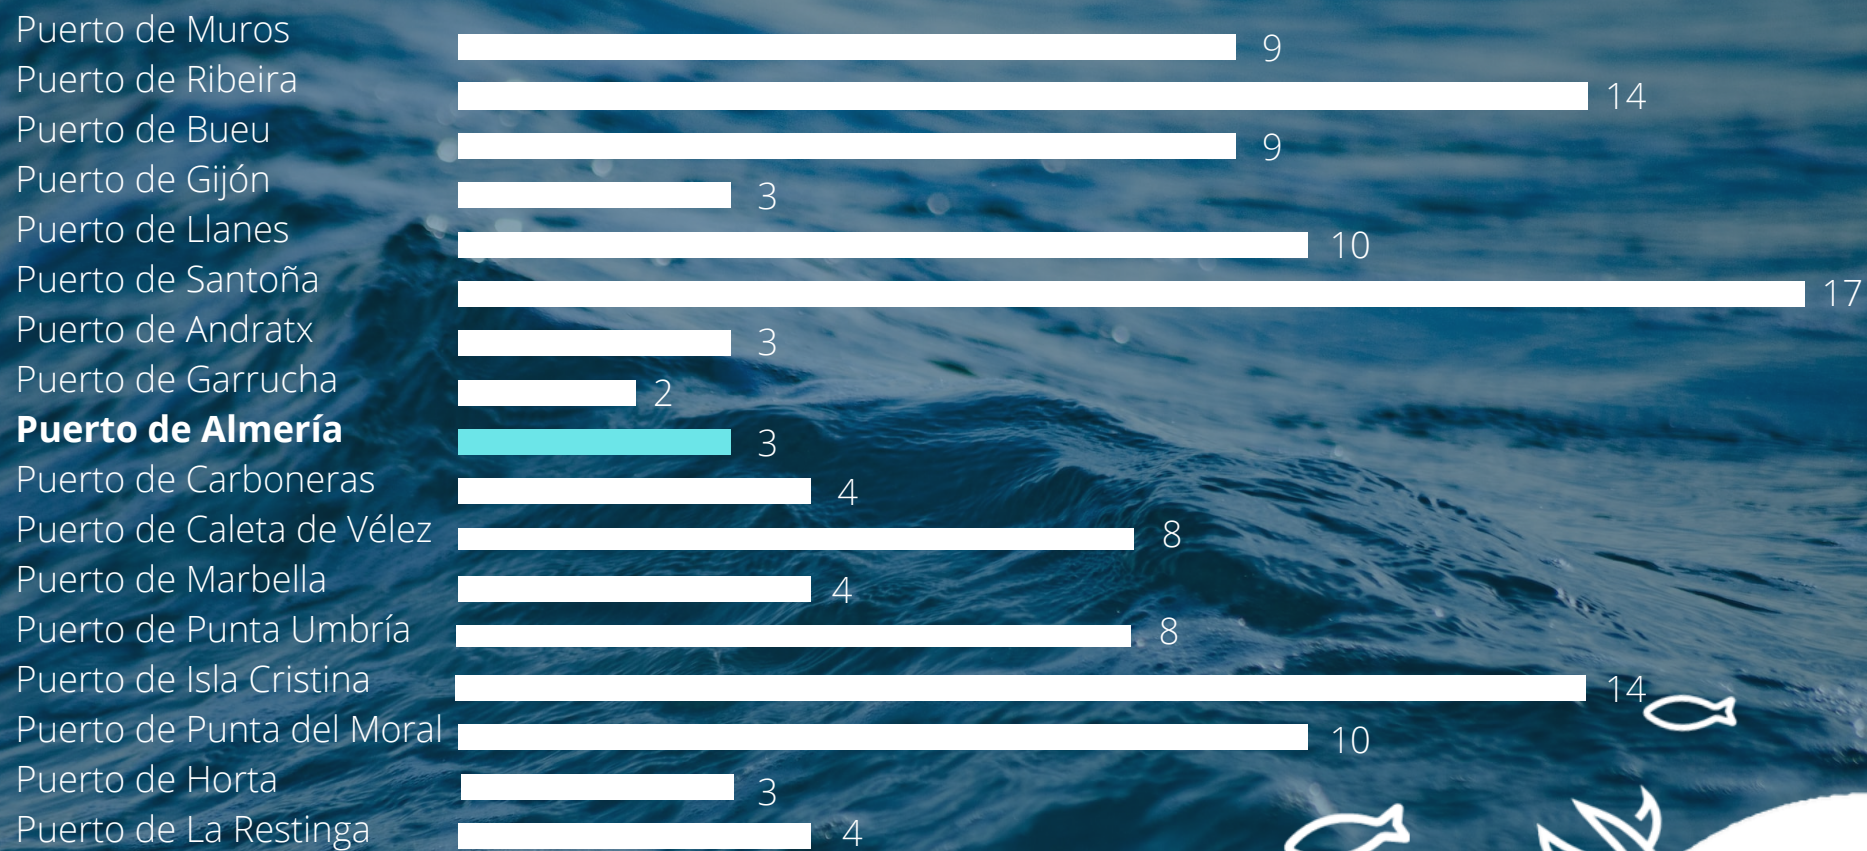 Puerto de Muros 9
Puerto de Ribeira 14
Puerto de Bueu 9
Puerto de Gijón 3
Puerto de Llanes 10
Puerto de Santoña 17
Puerto de Andratx 3
Puerto de Garrucha 2
Puerto de Almería 3
Puerto de Carboneras 4
Puerto de Caleta de Vélez 8
Puerto de Marbella 4
Puerto de Punta Umbría 8
Puerto de Isla Cristina 14
Puerto de Punta del Moral 10
Puerto de Horta 3
Puerto de La Restinga 4